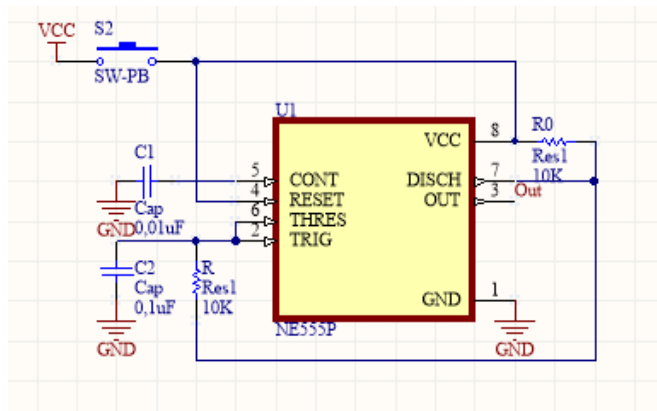 VCC
S2
SW-PB
U1
VCC
8
R0
Res1
10K
C1
Cap
0,01uF
GND
5
CONT
4
RESET
6
THRES
2
TRIG
DISCH
7
OUT
3
Out
C2
Cap
0,1uF
GND
R
Res1
10K
GND
1
GND
NE555P